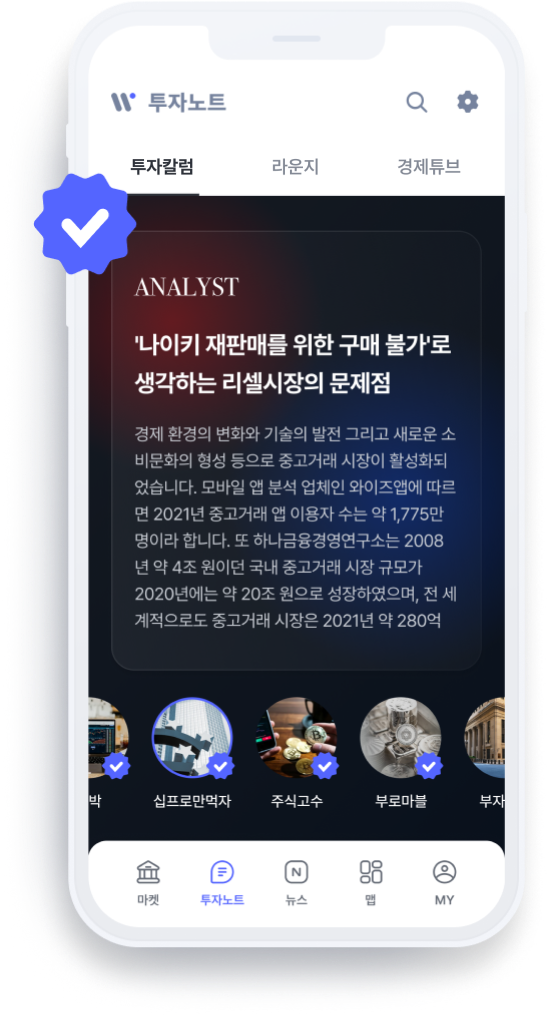 투자노트
투자칼럼
라운지
경제튜브
ANALYST
'나이키 재판매를 위한 구매 불가'로
생각하는 리셀시장의 문제점
경제 환경의 변화와 기술의 발전 그리고 새로운 소
비문화의 형성 등으로 중고거래 시장이 활성화되
었습니다. 모바일 앱 분석 업체인 와이즈앱에 따르
면 2021년 중고거래 앱 이용자 수는 약 1,775만
명이라 합니다. 또 하나금융경영연구소는 2008
년 약 4조 원이던 국내 중고거래 시장 규모가
2020년에는 약 20조 원으로 성장하였으며, 전 세
계적으로도 중고거래 시장은 2021년 약 280억
박
십프로만먹자
주식고수
부로마블
부자
마켓
투자노트
N
뉴스
맵
MY